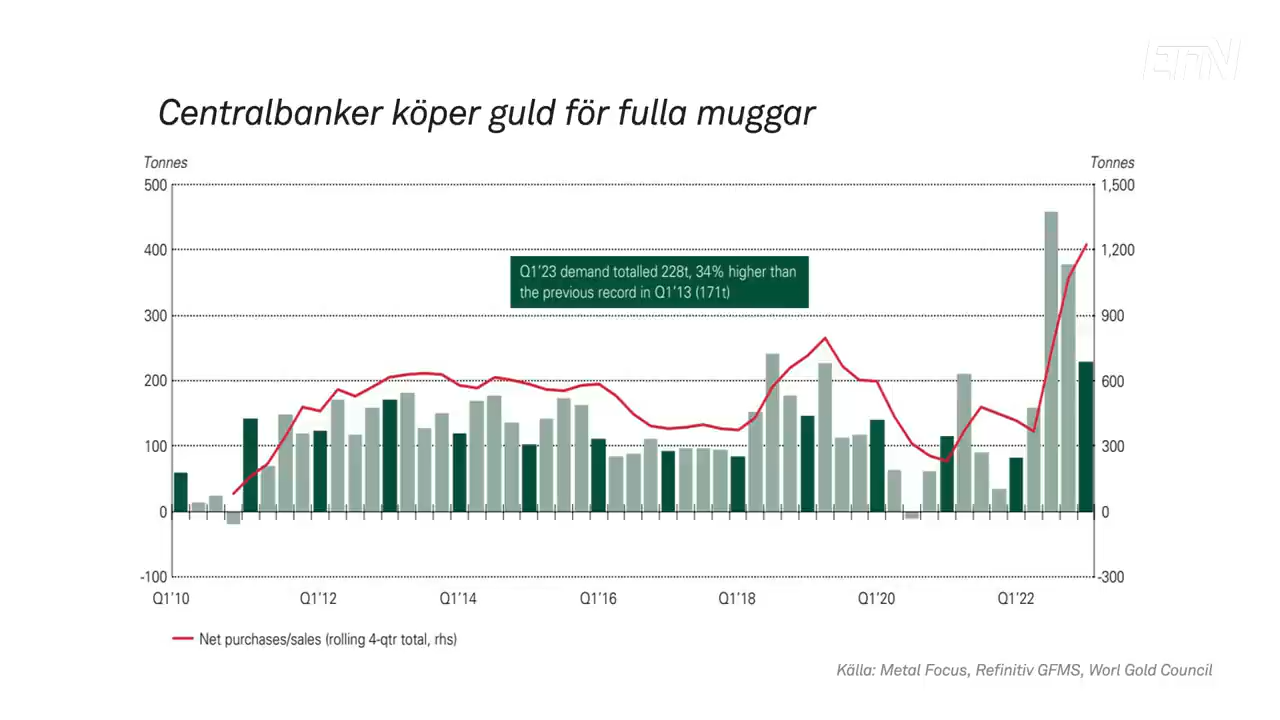 EFN
Centralbanker köper guld för fulla muggar
Tonnes
Tonnes
500
1,500
400
1,200
Q1'23 demand totalled 228t, 34% higher than
the previous record in Q1'13 (171t)
300
900
200
600
100
300
0
0
-100
-300
Q1'10
Q1'12
Q1'14
Q1'16
Q1'18
Q1'20
Q1'22
Net purchases/sales (rolling 4-qtr total, rhs)
Källa: Metal Focus, Refinitiv GFMS, Worl Gold Council